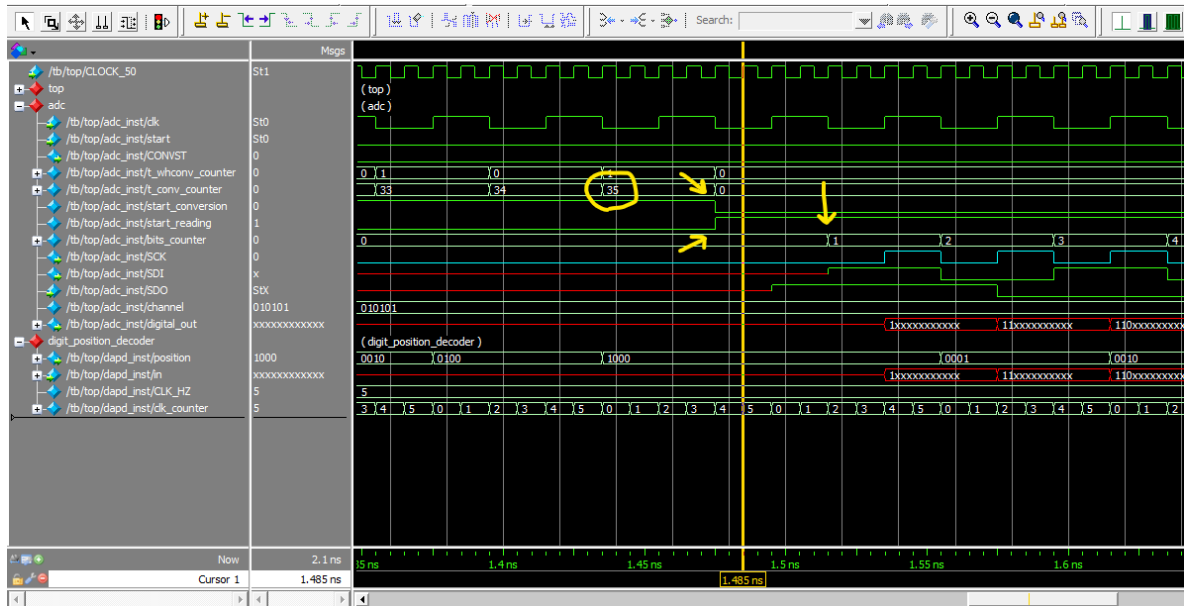 Search:
Msgs
/tb/top/CLOCK_50 St1
top ( top )
adc ( adc )
/tb/top/adc_inst/clk St0
/tb/top/adc_inst/start St0
/tb/top/adc_inst/CONVST 0
/tb/top/adc_inst/t_whconv_counter 0 0 1 0 1 0
/tb/top/adc_inst/t_conv_counter 0 33 34 35 0
/tb/top/adc_inst/start_conversion 0
/tb/top/adc_inst/start_reading 1
/tb/top/adc_inst/bits_counter 0 0 1 2 3 4
/tb/top/adc_inst/SCK 0
/tb/top/adc_inst/SDI x
/tb/top/adc_inst/SDO StX
/tb/top/adc_inst/channel 010101 010101
/tb/top/adc_inst/digital_out xxxxxxxxxxxx 1xxxxxxxxxxx 11xxxxxxxxxx 110xxxxxxxxx
digit_position_decoder ( digit_position_decoder )
/tb/top/dapd_inst/position 1000 0010 0100 1000 0001 0010
/tb/top/dapd_inst/in xxxxxxxxxxxx 1xxxxxxxxxxx 11xxxxxxxxxx 110xxxxxxxxx
/tb/top/dapd_inst/CLK_HZ 5 5
/tb/top/dapd_inst/clk_counter 5 3 4 5 0 1 2 3 4 5 0 1 2 3 4 5 0 1 2 3 4 5 0 1 2 3 4 5 0 1 2
Now 2.1 ns 35 ns 1.4 ns 1.45 ns 1.5 ns 1.55 ns 1.6 ns
Cursor 1 1.485 ns 1.485 ns